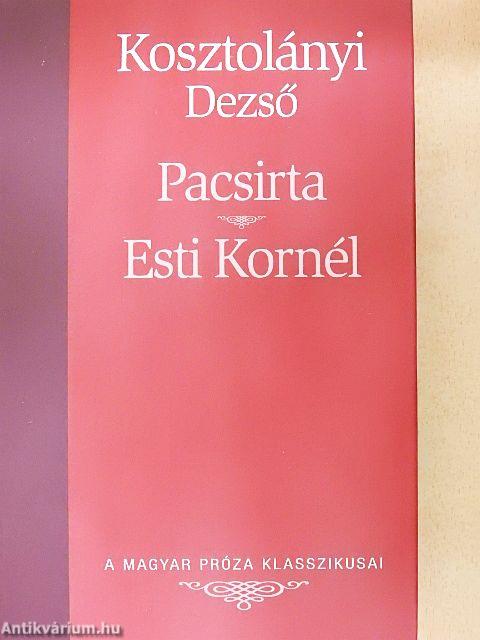 Kosztolányi
Dezső
Pacsirta
Esti Kornél
A MAGYAR PRÓZA KLASSZIKUSAI
Antikvárium.hu